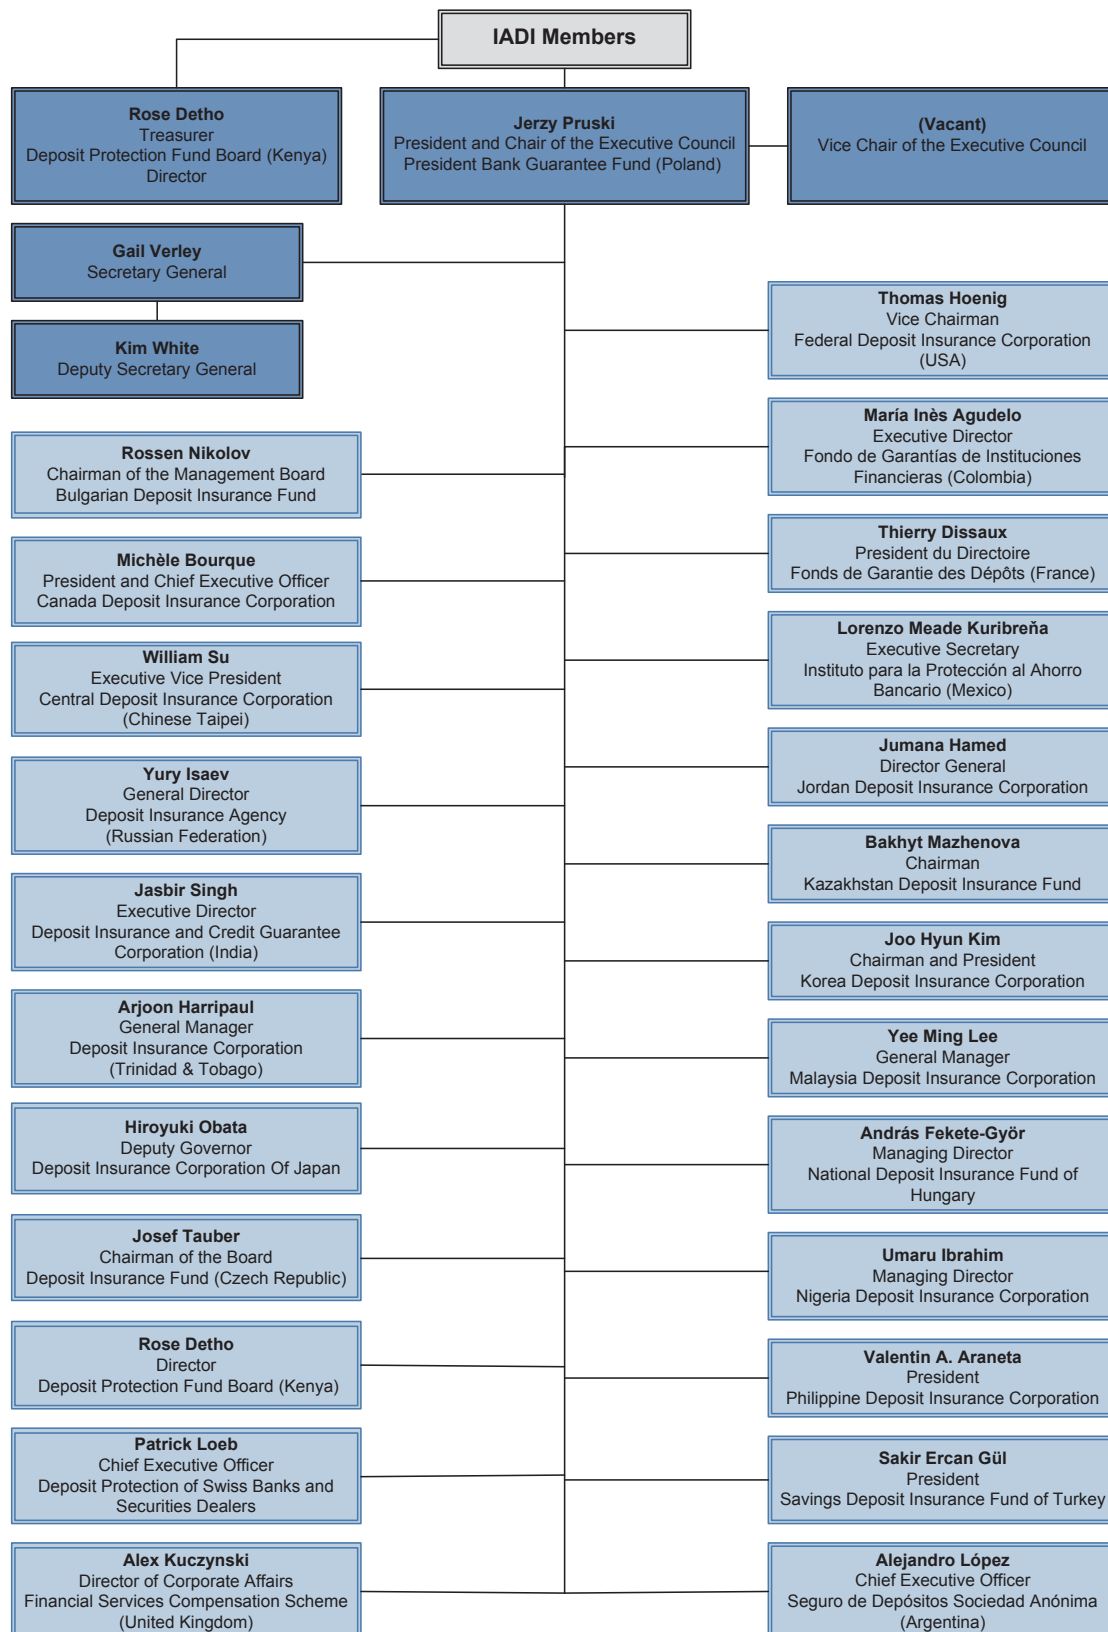 IADI Members
Rose Detho
Treasurer
Deposit Protection Fund Board (Kenya)
Director
Jerzy Pruski
President and Chair of the Executive Council
President Bank Guarantee Fund (Poland)
(Vacant)
Vice Chair of the Executive Council
Gail Verley
Secretary General
Kim White
Deputy Secretary General
Rossen Nikolov
Chairman of the Management Board
Bulgarian Deposit Insurance Fund
Michèle Bourque
President and Chief Executive Officer
Canada Deposit Insurance Corporation
William Su
Executive Vice President
Central Deposit Insurance Corporation
(Chinese Taipei)
Yury Isaev
General Director
Deposit Insurance Agency
(Russian Federation)
Jasbir Singh
Executive Director
Deposit Insurance and Credit Guarantee
Corporation (India)
Arjoon Harripaul
General Manager
Deposit Insurance Corporation
(Trinidad & Tobago)
Hiroyuki Obata
Deputy Governor
Deposit Insurance Corporation Of Japan
Josef Tauber
Chairman of the Board
Deposit Insurance Fund (Czech Republic)
Rose Detho
Director
Deposit Protection Fund Board (Kenya)
Patrick Loeb
Chief Executive Officer
Deposit Protection of Swiss Banks and
Securities Dealers
Alex Kuczynski
Director of Corporate Affairs
Financial Services Compensation Scheme
(United Kingdom)
Thomas Hoenig
Vice Chairman
Federal Deposit Insurance Corporation
(USA)
María Inès Agudelo
Executive Director
Fondo de Garantías de Instituciones
Financieras (Colombia)
Thierry Dissaux
President du Directoire
Fonds de Garantie des Dépôts (France)
Lorenzo Meade Kuribreňa
Executive Secretary
Instituto para la Protección al Ahorro
Bancario (Mexico)
Jumana Hamed
Director General
Jordan Deposit Insurance Corporation
Bakhyt Mazhenova
Chairman
Kazakhstan Deposit Insurance Fund
Joo Hyun Kim
Chairman and President
Korea Deposit Insurance Corporation
Yee Ming Lee
General Manager
Malaysia Deposit Insurance Corporation
András Fekete-Györ
Managing Director
National Deposit Insurance Fund of
Hungary
Umaru Ibrahim
Managing Director
Nigeria Deposit Insurance Corporation
Valentin A. Araneta
President
Philippine Deposit Insurance Corporation
Sakir Ercan Gül
President
Savings Deposit Insurance Fund of Turkey
Alejandro López
Chief Executive Officer
Seguro de Depósitos Sociedad Anónima
(Argentina)